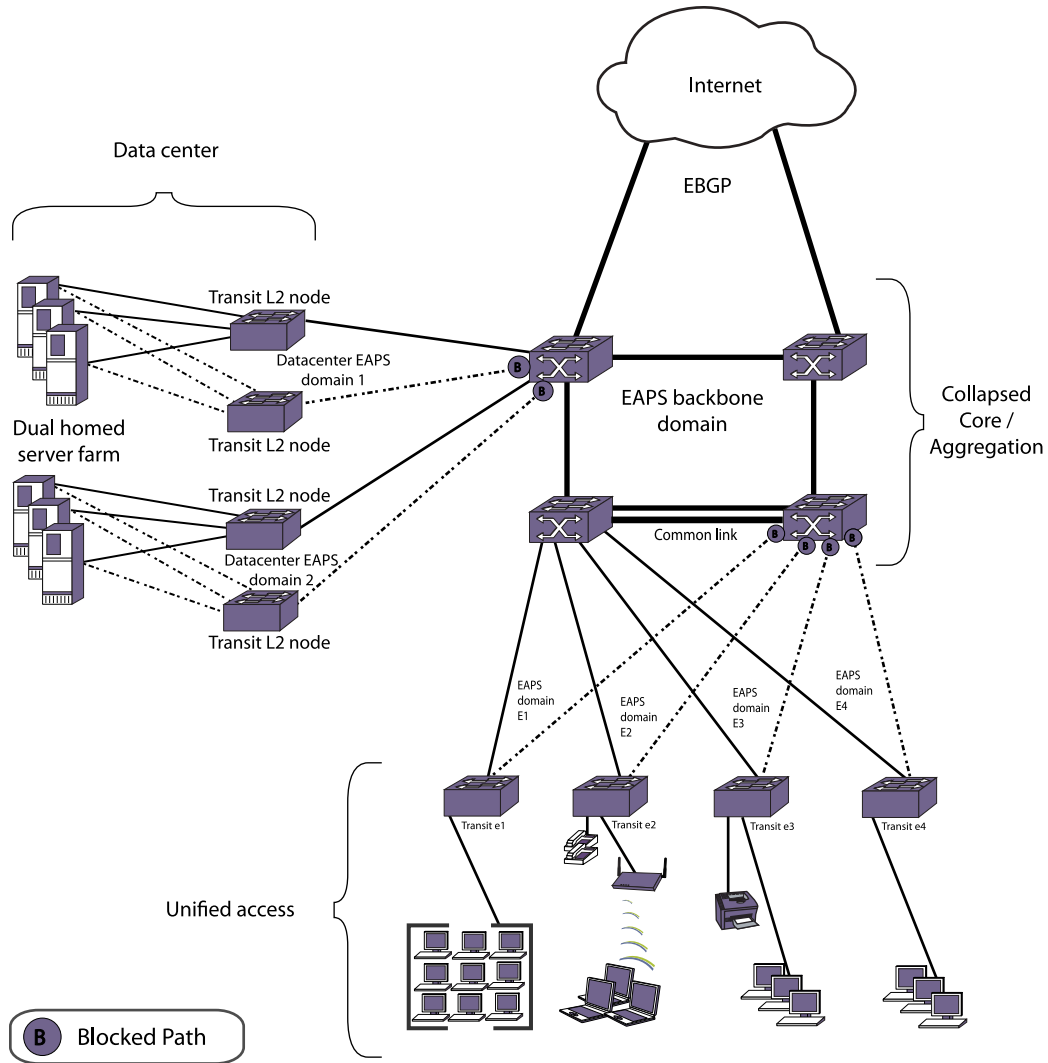 Internet
EBGP
Data center
Transit L2 node
Datacenter EAPS
domain 1
B
B
Transit L2 node
EAPS backbone
domain
Collapsed
Core /
Aggregation
Dual homed
server farm
Transit L2 node
Datacenter EAPS
domain 2
Transit L2 node
Common link
B
B
B
B
EAPS
domain
E1
EAPS
domain
E2
EAPS
domain
E3
EAPS
domain
E4
Transit e1
Transit e2
Transit e3
Transit e4
Unified access
B Blocked Path